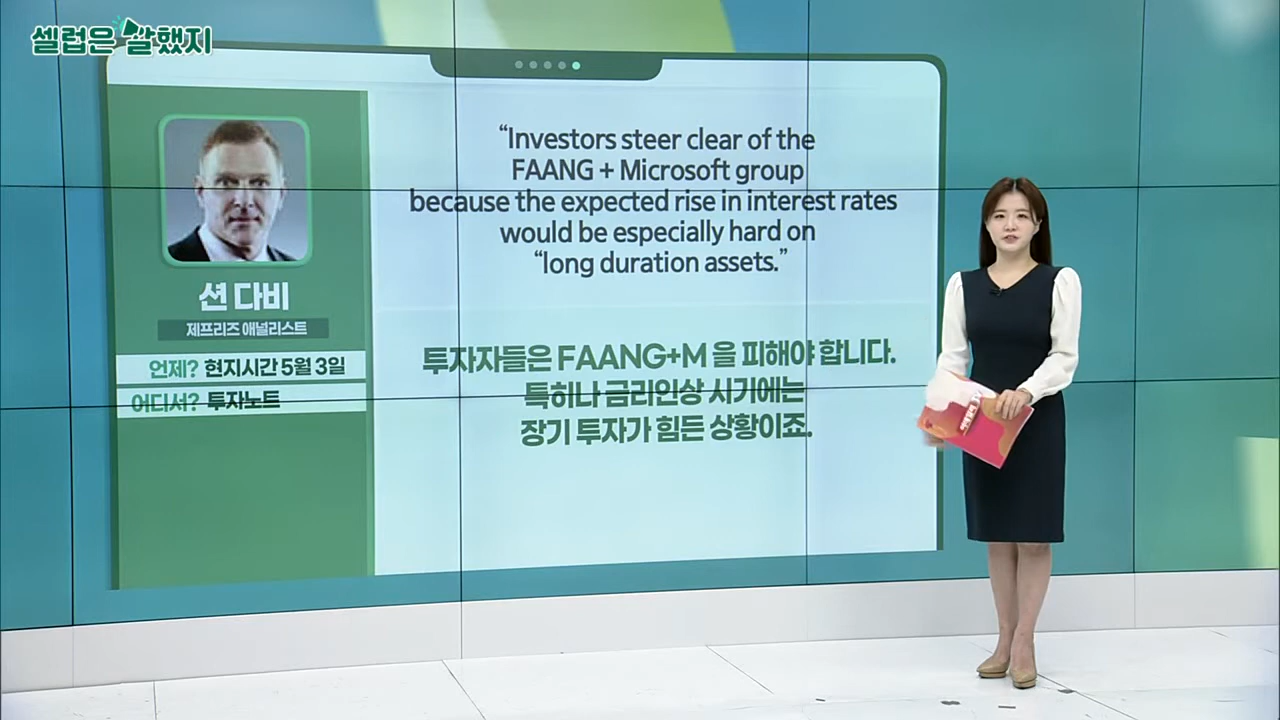 셀럽은 말했지
션 다비
제프리즈 애널리스트
언제? 현지시간 5월 3일
어디서? 투자노트
“Investors steer clear of the
FAANG + Microsoft group
because the expected rise in interest rates
would be especially hard on
“long duration assets.”
투자자들은 FAANG+M 을 피해야 합니다.
특히나 금리인상 시기에는
장기 투자가 힘든 상황이죠.